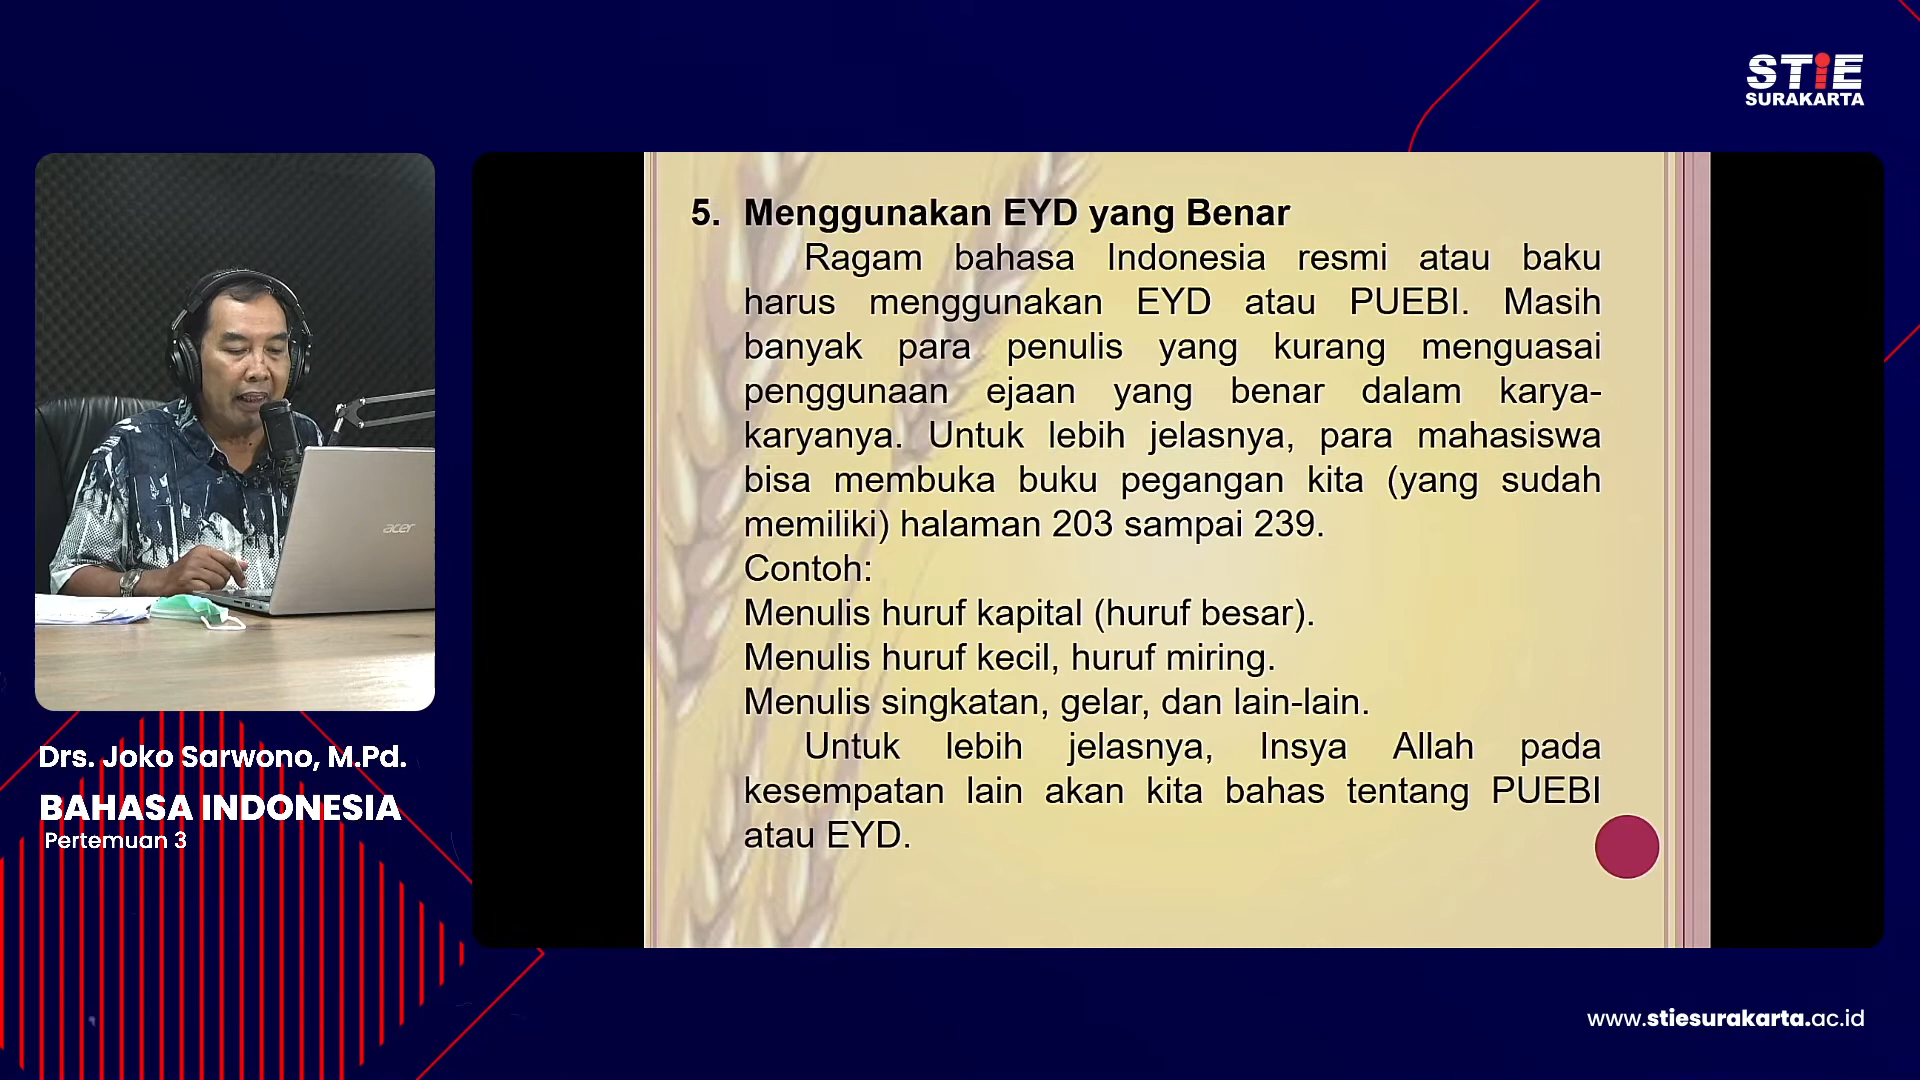 STiE
SURAKARTA
5. Menggunakan EYD yang Benar
Ragam bahasa Indonesia resmi atau baku
harus menggunakan EYD atau PUEBI. Masih
banyak para penulis yang kurang menguasai
penggunaan ejaan yang benar dalam karya-
karyanya. Untuk lebih jelasnya, para mahasiswa
bisa membuka buku pegangan kita (yang sudah
memiliki) halaman 203 sampai 239.
Contoh:
Menulis huruf kapital (huruf besar).
Menulis huruf kecil, huruf miring.
Menulis singkatan, gelar, dan lain-lain.
Untuk lebih jelasnya, Insya Allah pada
kesempatan lain akan kita bahas tentang PUEBI
atau EYD.
acer
Drs. Joko Sarwono, M.Pd.
BAHASA INDONESIA
Pertemuan 3
www.stiesurakarta.ac.id